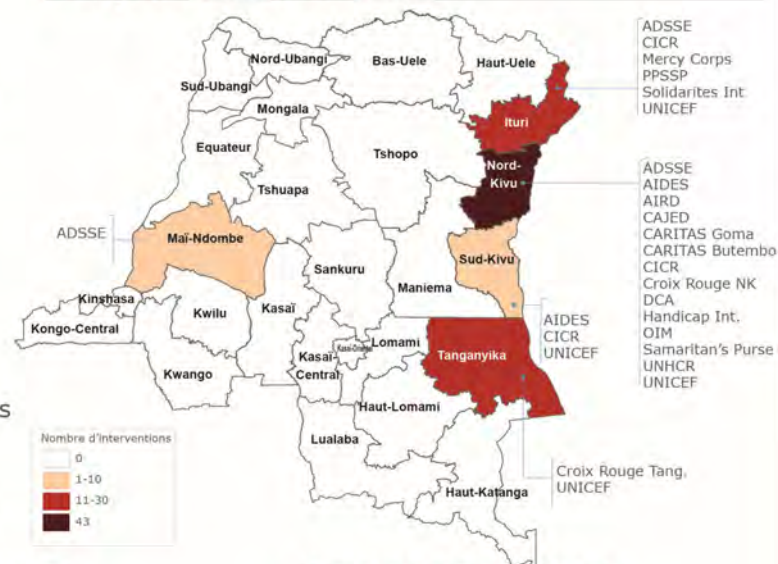 ADSSE
CICR
Mercy Corps
PPSSP
Solidarites Int
UNICEF
Nord-Ubangi
Bas-Uele
Haut-Uele
Sud-Ubangi
Mongala
Ituri
Equateur
Tshopo
Nord-
Kivu
Tshuapa
ADSSE
AIDES
AIRD
CAJED
CARITAS Goma
CARITAS Butembo
CICR
Croix Rouge NK
DCA
Handicap Int.
OIM
Samaritan's Purse
UNHCR
UNICEF
ADSSE
Maï-Ndombe
Sankuru
Maniema
Sud-Kivu
Kinshasa
Kwilu
Kasaï
Kongo-Central
AIDES
CICR
UNICEF
Kasaï-
Central
Kasaï-Oriental
Lomami
Tanganyika
Kwango
Haut-Lomami
s
Lualaba
Nombre d'interventions
0
1-10
11-30
43
Croix Rouge Tang.
UNICEF
Haut-Katanga